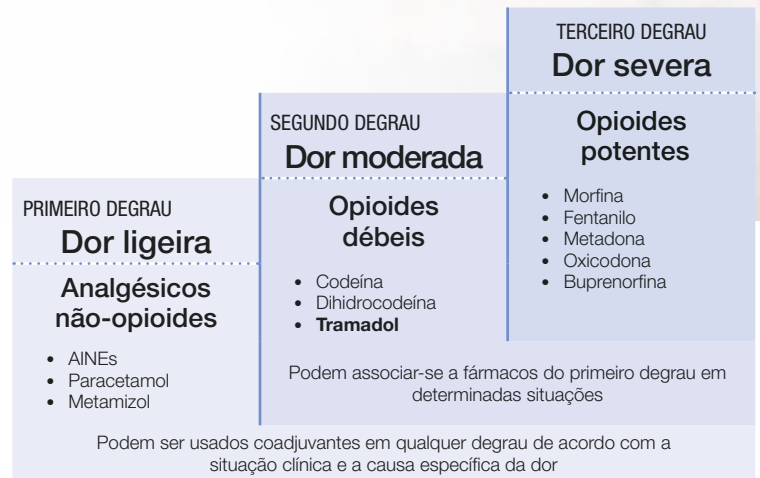 PRIMEIRO DEGRAU
Dor ligeira
Analgésicos
não-opioides
• AINEs
• Paracetamol
• Metamizol
SEGUNDO DEGRAU
Dor moderada
Opioides
débeis
• Codeína
• Dihidrocodeína
• Tramadol
TERCEIRO DEGRAU
Dor severa
Opioides
potentes
• Morfina
• Fentanilo
• Metadona
• Oxicodona
• Buprenorfina
Podem associar-se a fármacos do primeiro degrau em
determinadas situações
Podem ser usados coadjuvantes em qualquer degrau de acordo com a
situação clínica e a causa específica da dor